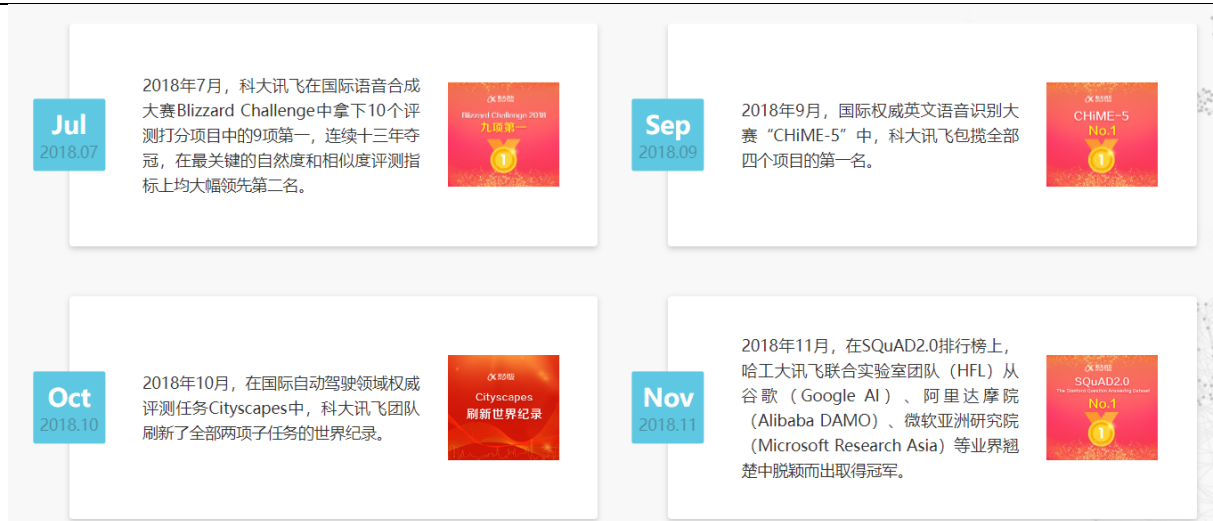 Jul
2018.07
2018年7月，科大讯飞在国际语音合成
大赛Blizzard Challenge中拿下10个评
测打分项目中的9项第一，连续十三年夺
冠，在最关键的自然度和相似度评测指
标上均大幅领先第二名。
Blizzard Challenge 2018
九项第一
1
Sep
2018.09
2018年9月，国际权威英文语音识别大
赛“CHiME-5”中，科大讯飞包揽全部
四个项目的第一名。
CHiME-5
No.1
1
Oct
2018.10
2018年10月，在国际自动驾驶领域权威
评测任务Cityscapes中，科大讯飞团队
刷新了全部两项子任务的世界纪录。
Cityscapes
刷新世界纪录
Nov
2018.11
2018年11月，在SQuAD2.0排行榜上，
哈工大讯飞联合实验室团队（HFL）从
谷歌（Google AI）、阿里达摩院
（Alibaba DAMO）、微软亚洲研究院
（Microsoft Research Asia）等业界翘
楚中脱颖而出取得冠军。
SQuAD2.0
The Stanford Question Answering Dataset
No.1
1